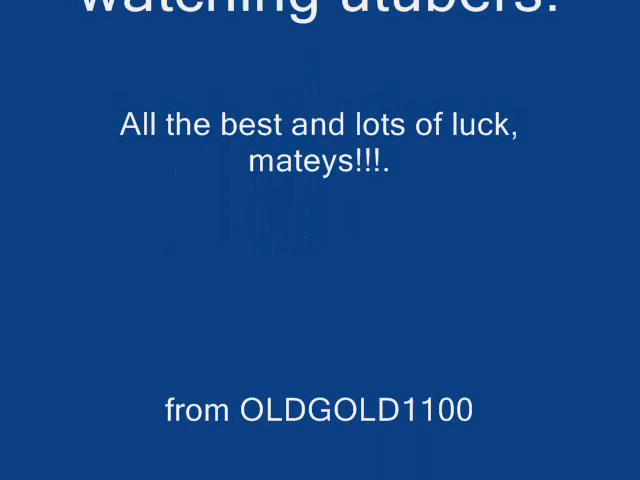 watching utubers.
All the best and lots of luck,
mateys!!!.
from OLDGOLD1100